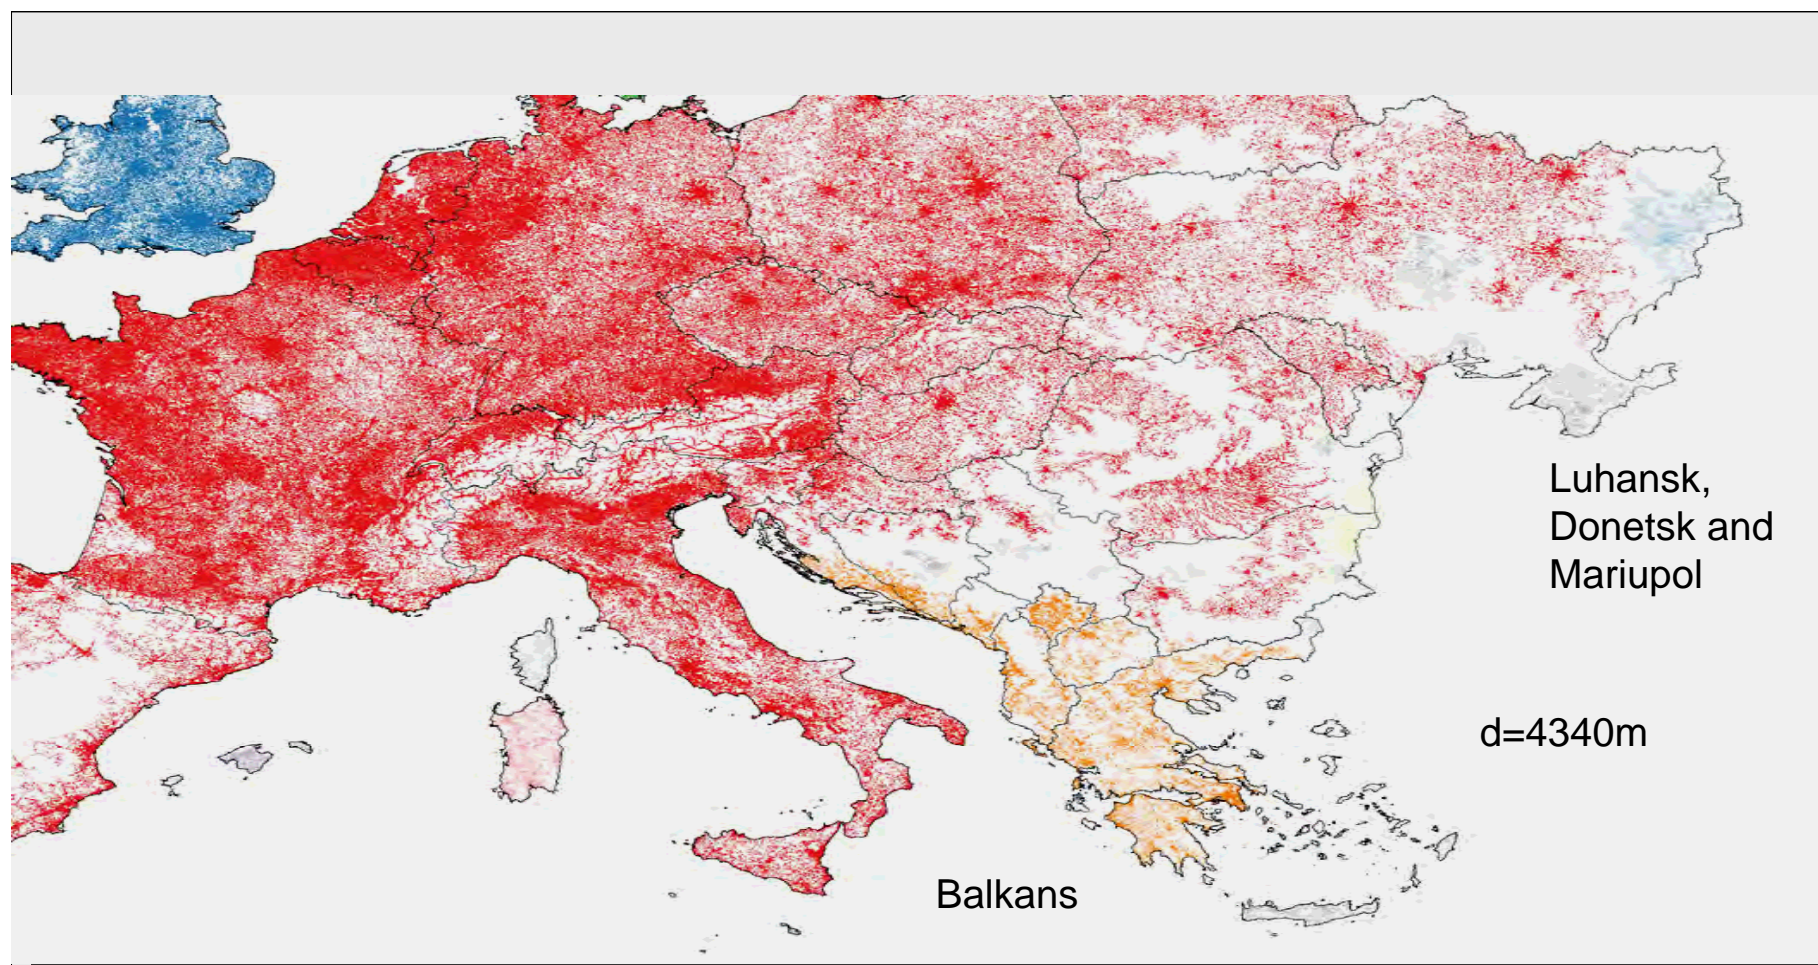 Luhansk,
Donetsk and
Mariupol
d=4340m
Balkans